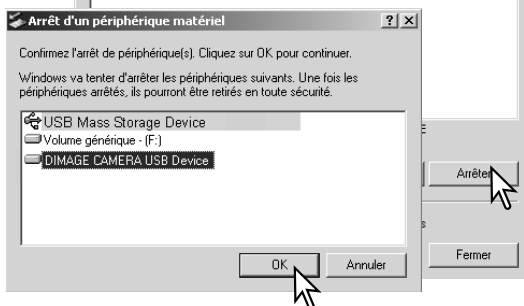 Arrêt d'un périphérique matériel
Confirmez l'arrêt de périphérique(s). Cliquez sur OK pour continuer.
Windows va tenter d'arrêter les périphériques suivants. Une fois les
périphériques arrêtés, ils pourront être retirés en toute sécurité.
USB Mass Storage Device
Volume générique - (F:)
DIMAGE CAMERA USB Device
Arrêter
OK
Annuler
Fermer